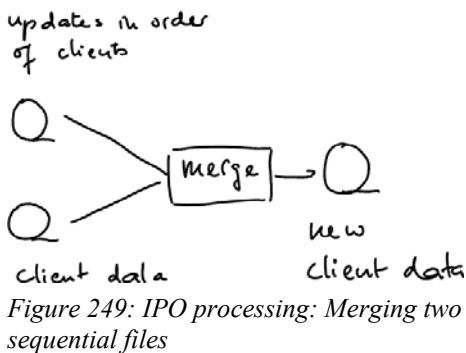 updates in order
of clients
merge
new
client data
client data
Figure 249: IPO processing: Merging two
sequential files